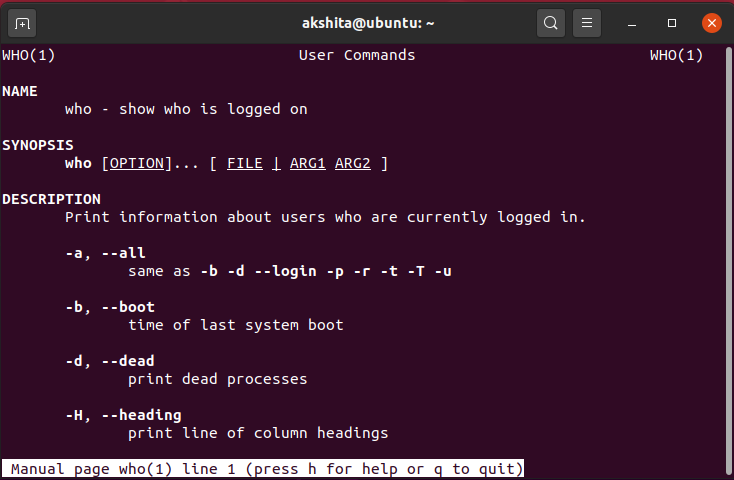 akshita@ubuntu: ~
WHO(1) User Commands WHO(1)
NAME
who - show who is logged on
SYNOPSIS
who [OPTION]... [ FILE | ARG1 ARG2 ]
DESCRIPTION
Print information about users who are currently logged in.
-a, --all
same as -b -d --login -p -r -t -T -u
-b, --boot
time of last system boot
-d, --dead
print dead processes
-H, --heading
print line of column headings
Manual page who(1) line 1 (press h for help or q to quit)